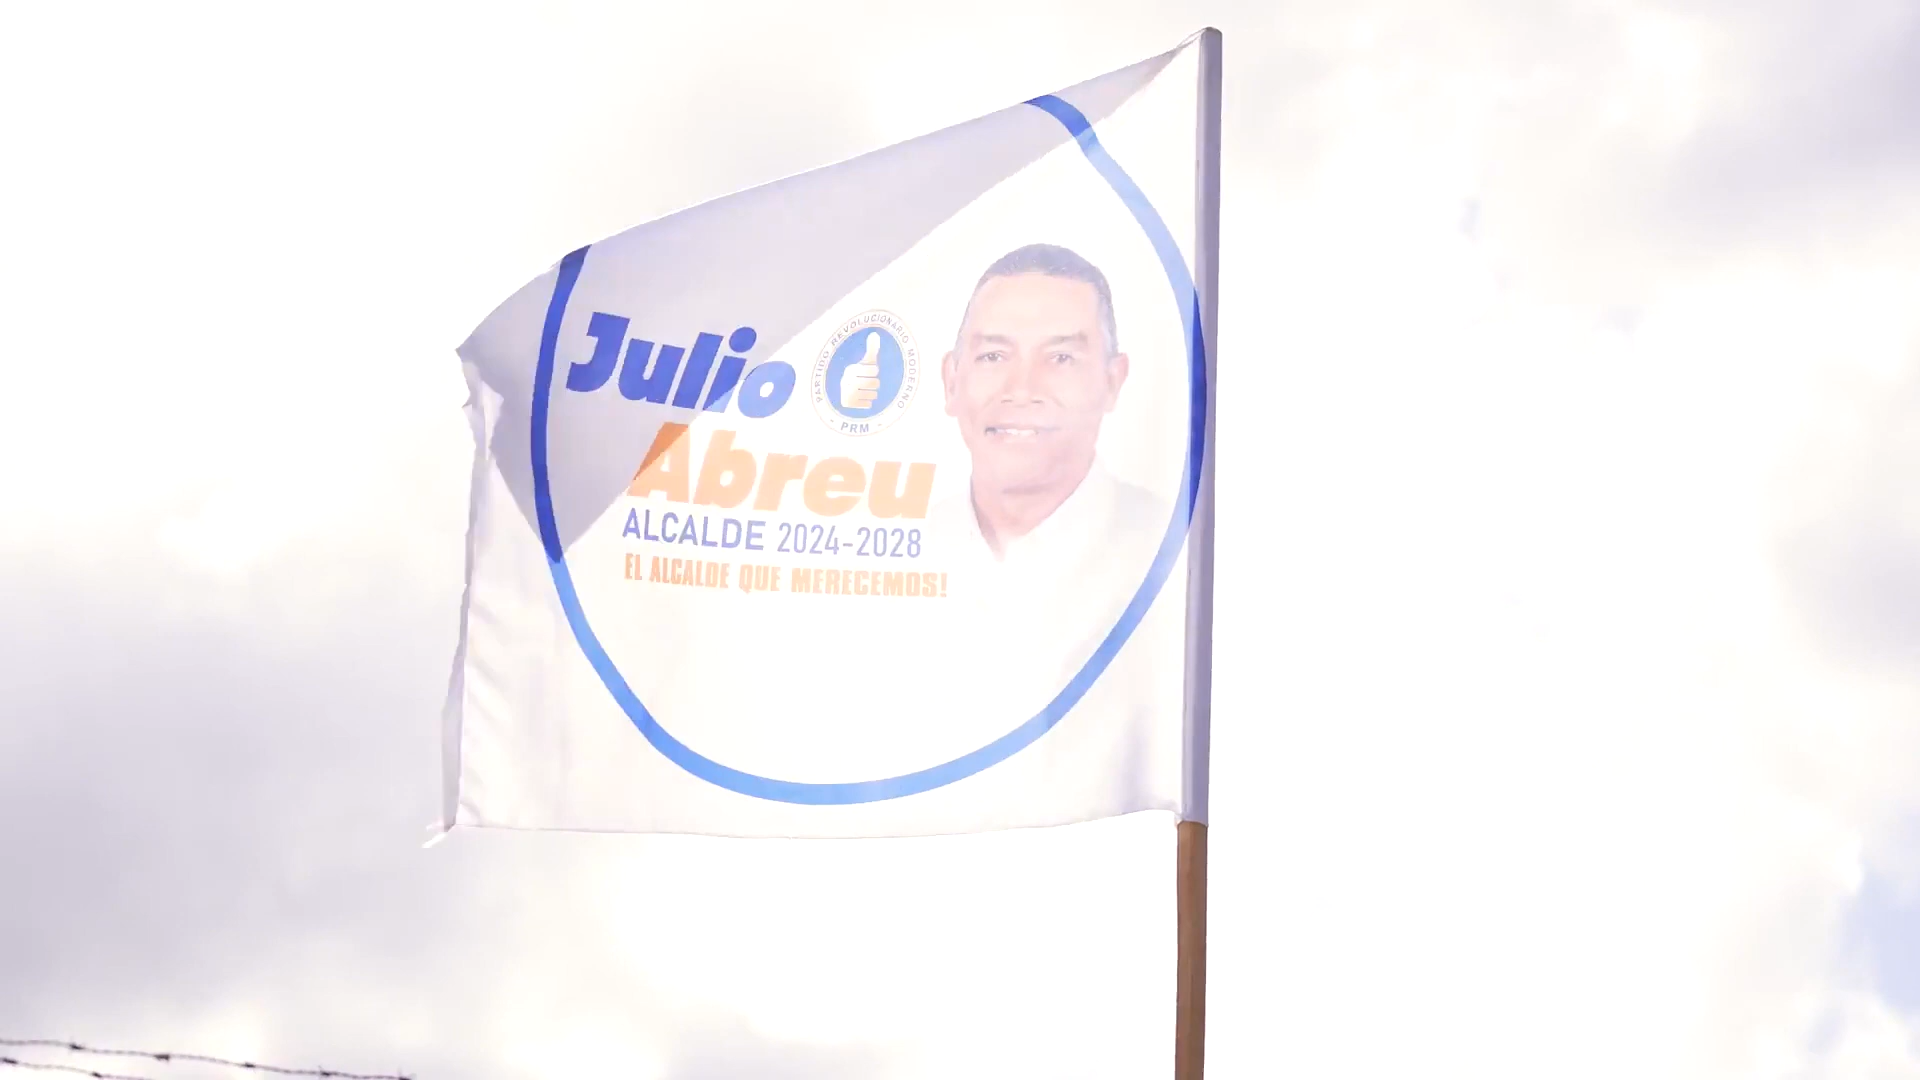 Julio
PARTIDO REVOLUCIONARIO MODERNO
- PRM -
Abreu
ALCALDE 2024-2028
EL ALCALDE QUE MERECEMOS!